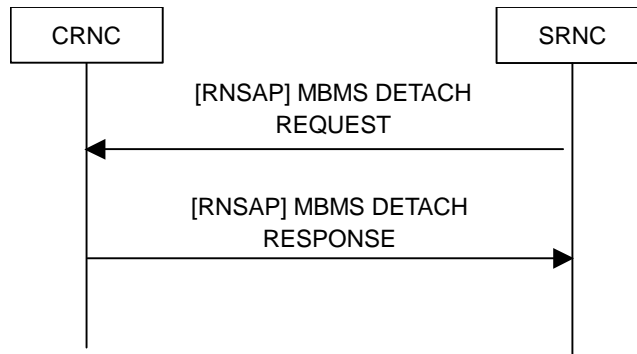 CRNC
SRNC
[RNSAP] MBMS DETACH
REQUEST
[RNSAP] MBMS DETACH
RESPONSE